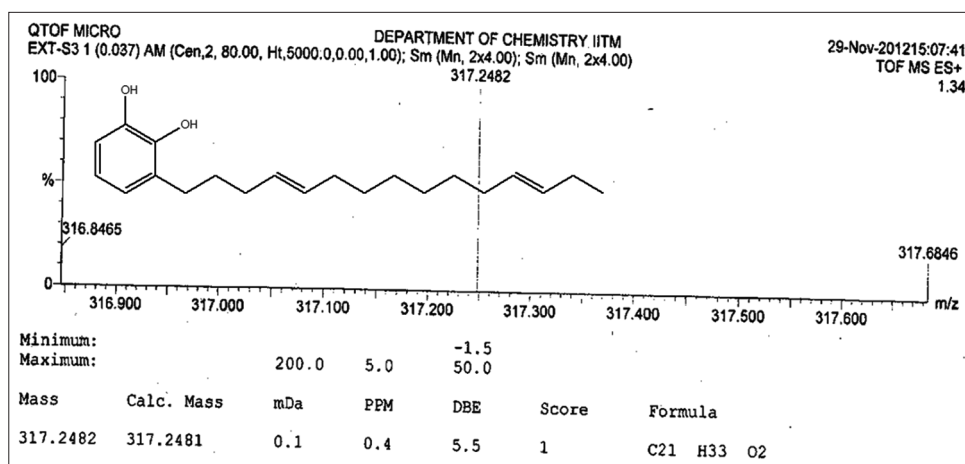 QTOF MICRO
DEPARTMENT OF CHEMISTRY, IITM
29-Nov-201215:07:41
EXT-S3 1 (0.037) AM (Cen,2, 80.00, Ht,5000.0,0.00,1.00); Sm (Mn, 2x4.00); Sm (Mn, 2x4.00)
TOF MS ES+
317.2482
1.34
100
OH
OH
%
316.8465
317.6846
0
m/z
316.900 317.000 317.100 317.200 317.300 317.400 317.500 317.600
Minimum: -1.5
Maximum: 200.0 5.0 50.0
Mass Calc. Mass mDa PPM DBE Score Formula
317.2482 317.2481 0.1 0.4 5.5 1 C21 H33 O2